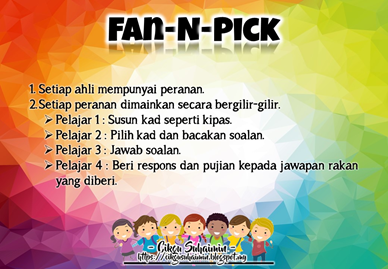 Fan-N-Pick
1. Setiap ahli mempunyai peranan.
2. Setiap peranan dimainkan secara bergilir-gilir.
➢ Pelajar 1 : Susun kad seperti kipas.
➢ Pelajar 2 : Pilih kad dan bacakan soalan.
➢ Pelajar 3 : Jawab soalan.
➢ Pelajar 4 : Beri respons dan pujian kepada jawapan rakan
yang diberi.
- Cikgu Suhaimin -
https://cikgusuhaimin.blogspot.my